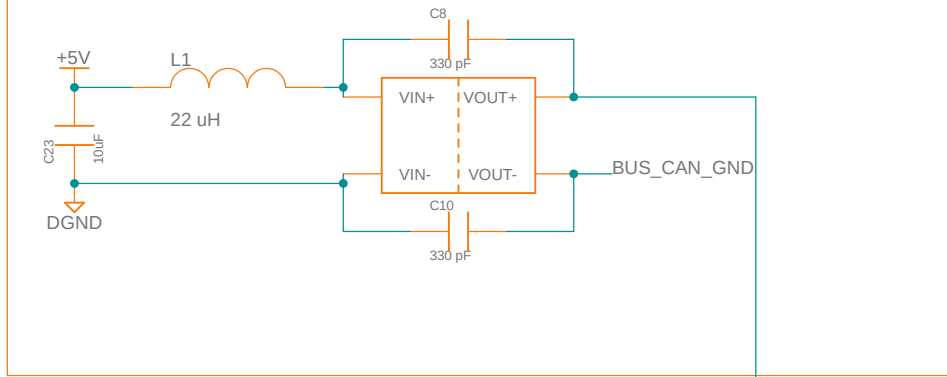 C8
330 pF
+5V
L1
22 uH
C23
10uF
VIN+
VOUT+
VIN-
VOUT-
BUS_CAN_GND
DGND
C10
330 pF